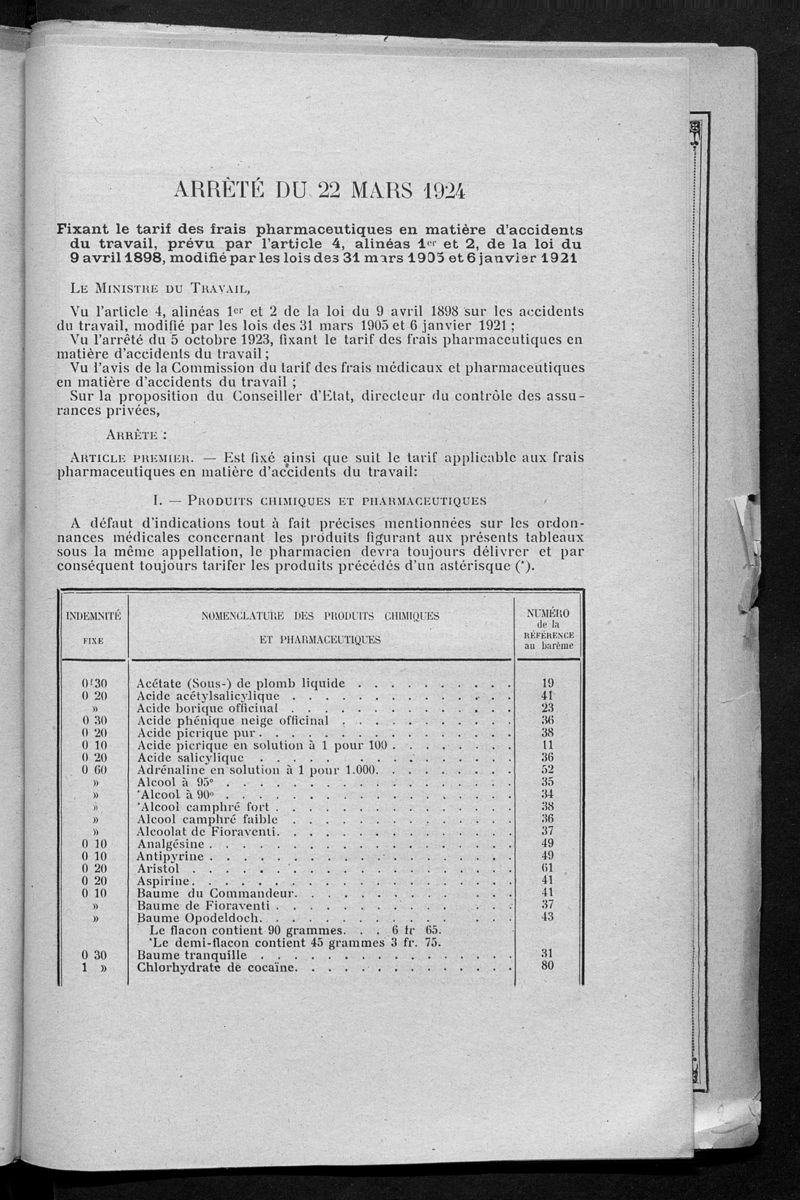 ARRÊTÉ DU 22 MARS 1924
Fixant le tarif des frais pharmaceutiques en matière d'accidents
du travail, prévu par l'article 4, alinéas 1er et 2, de la loi du
9 avril 1898, modifié par les lois des 31 mars 1905 et 6 janvier 1921
LE MINISTRE DU TRAVAIL,
Vu l'article 4, alinéas 1er et 2 de la loi du 9 avril 1898 sur les accidents
du travail, modifié par les lois des 31 mars 1905 et 6 janvier 1921 ;
Vu l'arrêté du 5 octobre 1923, fixant le tarif des frais pharmaceutiques en
matière d'accidents du travail ;
Vu l'avis de la Commission du tarif des frais médicaux et pharmaceutiques
en matière d'accidents du travail ;
Sur la proposition du Conseiller d'Etat, directeur du contrôle des assu-
rances privées,
ARRÊTE :
ARTICLE PREMIER. — Est fixé ainsi que suit le tarif applicable aux frais
pharmaceutiques en matière d'accidents du travail:
I. — PRODUITS CHIMIQUES ET PHARMACEUTIQUES
A défaut d'indications tout à fait précises mentionnées sur les ordon-
nances médicales concernant les produits figurant aux présents tableaux
sous la même appellation, le pharmacien devra toujours délivrer et par
conséquent toujours tarifer les produits précédés d'un astérisque (*).
INDEMNITÉ FIXE
NOMENCLATURE DES PRODUITS CHIMIQUES
ET PHARMACEUTIQUES
NUMÉRO
de la
RÉFÉRENCE
au barème
0f30 Acétate (Sous-) de plomb liquide . . . . . . . . . . 19
0 20 Acide acétylsalicylique . . . . . . . . . . . . . . 41
» Acide borique officinal . . . . . . . . . . . . . . 23
0 30 Acide phénique neige officinal . . . . . . . . . . . 36
0 20 Acide picrique pur . . . . . . . . . . . . . . . . 38
0 10 Acide picrique en solution à 1 pour 100 . . . . . . . . 11
0 20 Acide salicylique . . . . . . . . . . . . . . . 36
0 60 Adrénaline en solution à 1 pour 1.000. . . . . . . . . 52
» Alcool à 95° . . . . . . . . . . . . . . . . . . 35
» *Alcool à 90° . . . . . . . . . . . . . . . . . . 34
» *Alcool camphré fort . . . . . . . . . . . . . . . 38
» Alcool camphré faible . . . . . . . . . . . . . . 36
» Alcoolat de Fioraventi. . . . . . . . . . . . . . . 37
0 10 Analgésine . . . . . . . . . . . . . . . . . . . 49
0 10 Antipyrine . . . . . . . . . . . . . . . . . . . 49
0 20 Aristol . . . . . . . . . . . . . . . . . . . . 61
0 20 Aspirine. . . . . . . . . . . . . . . . . . . . 41
0 10 Baume du Commandeur. . . . . . . . . . . . . . 41
» Baume de Fioraventi . . . . . . . . . . . . . . . 37
» Baume Opodeldoch. . . . . . . . . . . . . . . 43
Le flacon contient 90 grammes. . . 6 fr 65.
*Le demi-flacon contient 45 grammes 3 fr. 75.
0 30 Baume tranquille . . . . . . . . . . . . . . . . 31
1 » Chlorhydrate de cocaïne. . . . . . . . . . . . . . 80